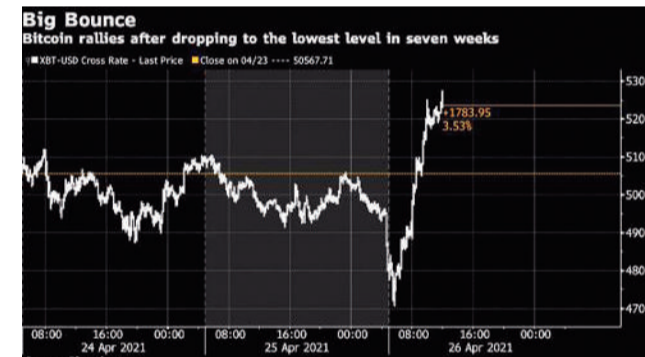 Big Bounce
Bitcoin rallies after dropping to the lowest level in seven weeks
XBT-USD Cross Rate - Last Price Close on 04/23 ---- 50567.71
530
+1783.95
520
3.53%
510
500
490
480
470
08:00 16:00 00:00 08:00 16:00 00:00 08:00 16:00 00:00
24 Apr 2021 25 Apr 2021 26 Apr 2021